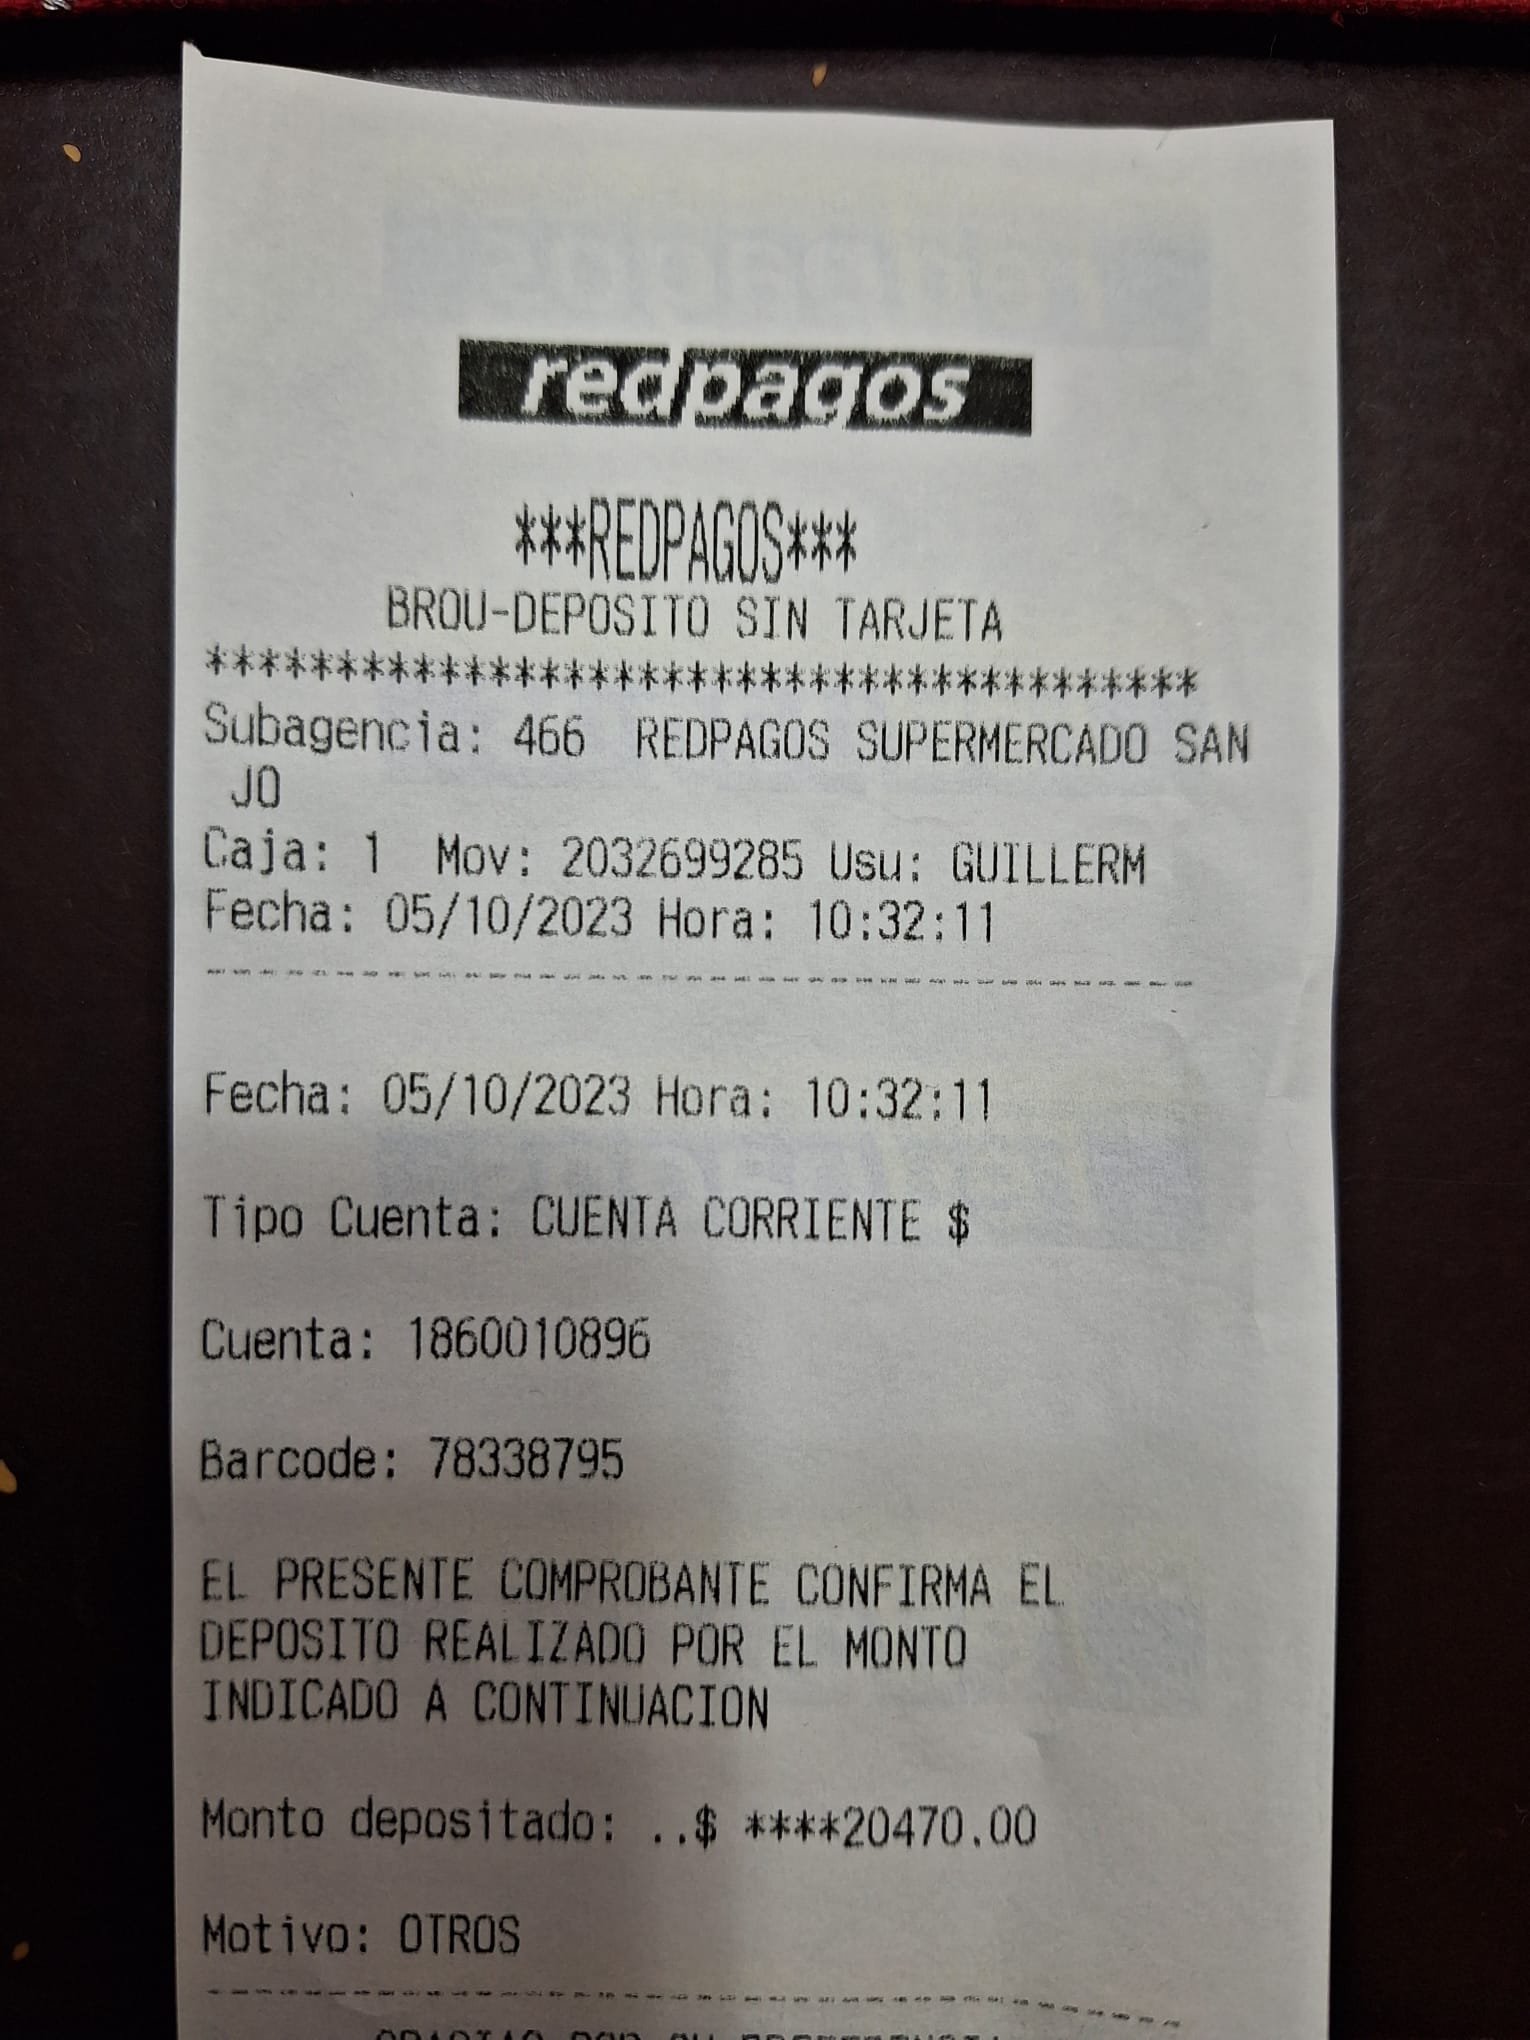 redpagos
***REDPAGOS***
BROU-DEPOSITO SIN TARJETA
***************************************
Subagencia: 466 REDPAGOS SUPERMERCADO SAN
JO
Caja: 1 Mov: 2032699285 Usu: GUILLERM
Fecha: 05/10/2023 Hora: 10:32:11
----------------------------------------
Fecha: 05/10/2023 Hora: 10:32:11
Tipo Cuenta: CUENTA CORRIENTE $
Cuenta: 1860010896
Barcode: 78338795
EL PRESENTE COMPROBANTE CONFIRMA EL
DEPOSITO REALIZADO POR EL MONTO
INDICADO A CONTINUACION
Monto depositado: ..$ ****20470.00
Motivo: OTROS
----------------------------------------